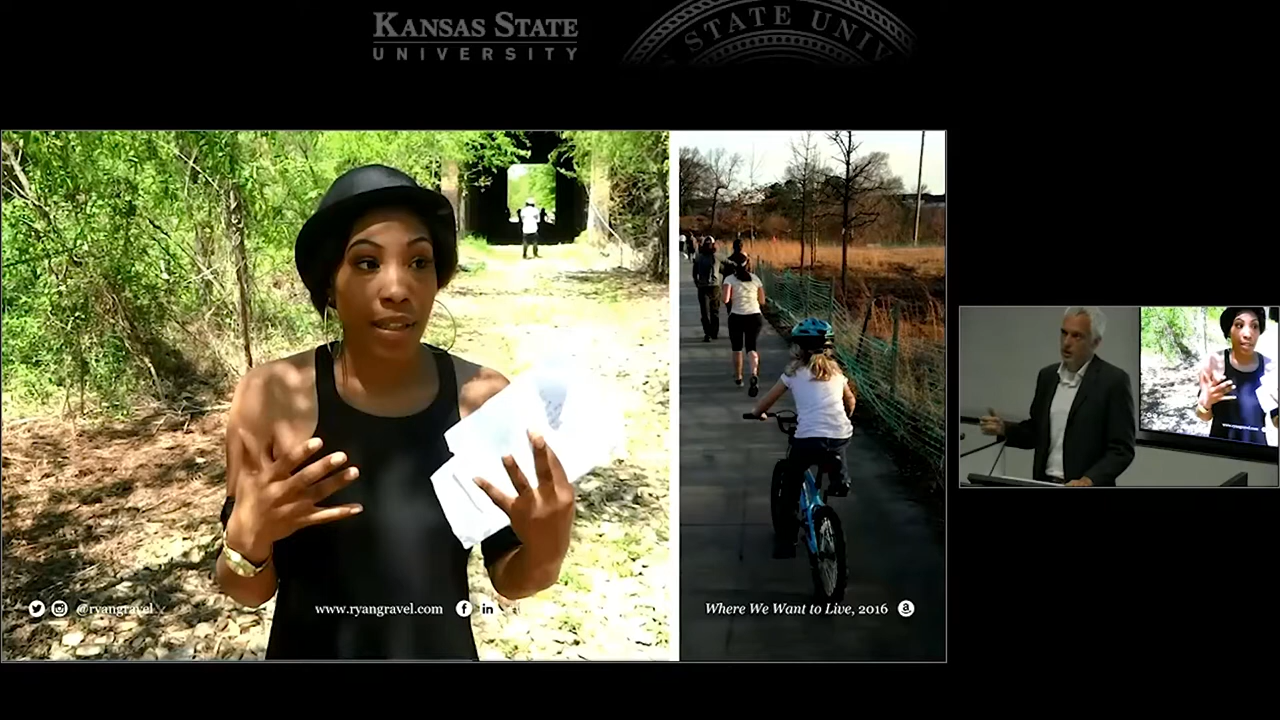 KANSAS STATE
UNIVERSITY
STATE UNIV
@ryangravel
www.ryangravel.com
Where We Want to Live, 2016